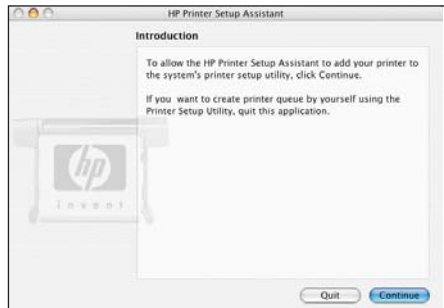 HP Printer Setup Assistant
Introduction
To allow the HP Printer Setup Assistant to add your printer to
the system's printer setup utility, click Continue.
If you want to create printer queue by yourself using the
Printer Setup Utility, quit this application.
hp
invent
Quit
Continue